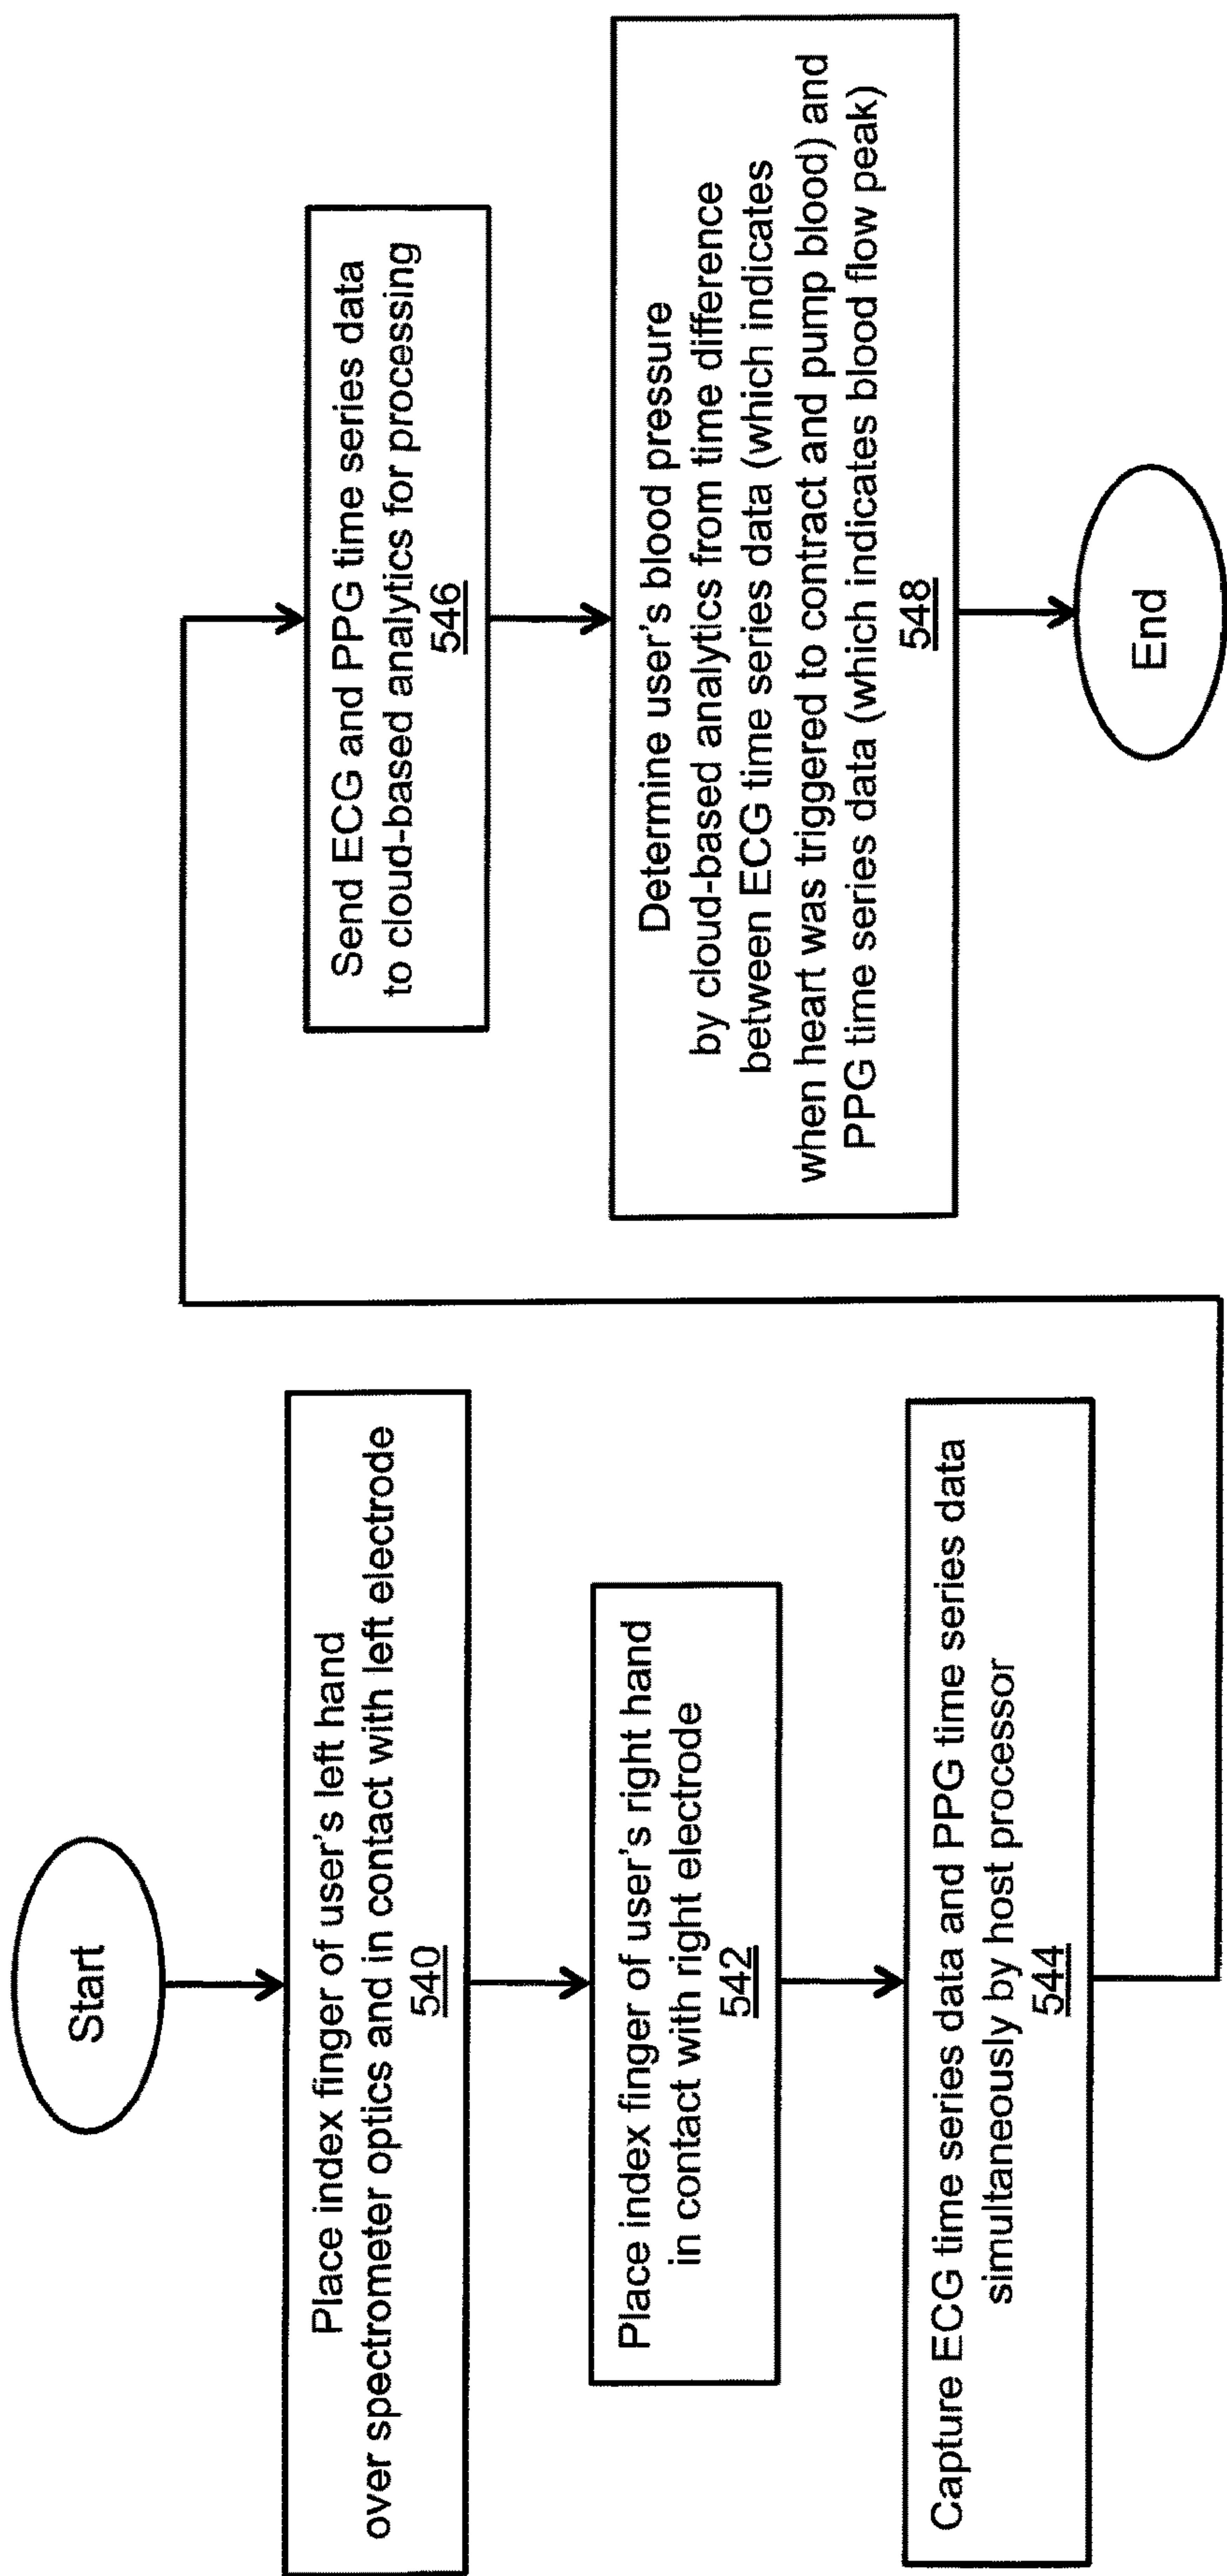 Start
Place index finger of user's left hand
over spectrometer optics and in contact with left electrode
540
Place index finger of user's right hand
in contact with right electrode
542
Capture ECG time series data and PPG time series data
simultaneously by host processor
544
Send ECG and PPG time series data
to cloud-based analytics for processing
546
Determine user's blood pressure
by cloud-based analytics from time difference
between ECG time series data (which indicates
when heart was triggered to contract and pump blood) and
PPG time series data (which indicates blood flow peak)
548
End